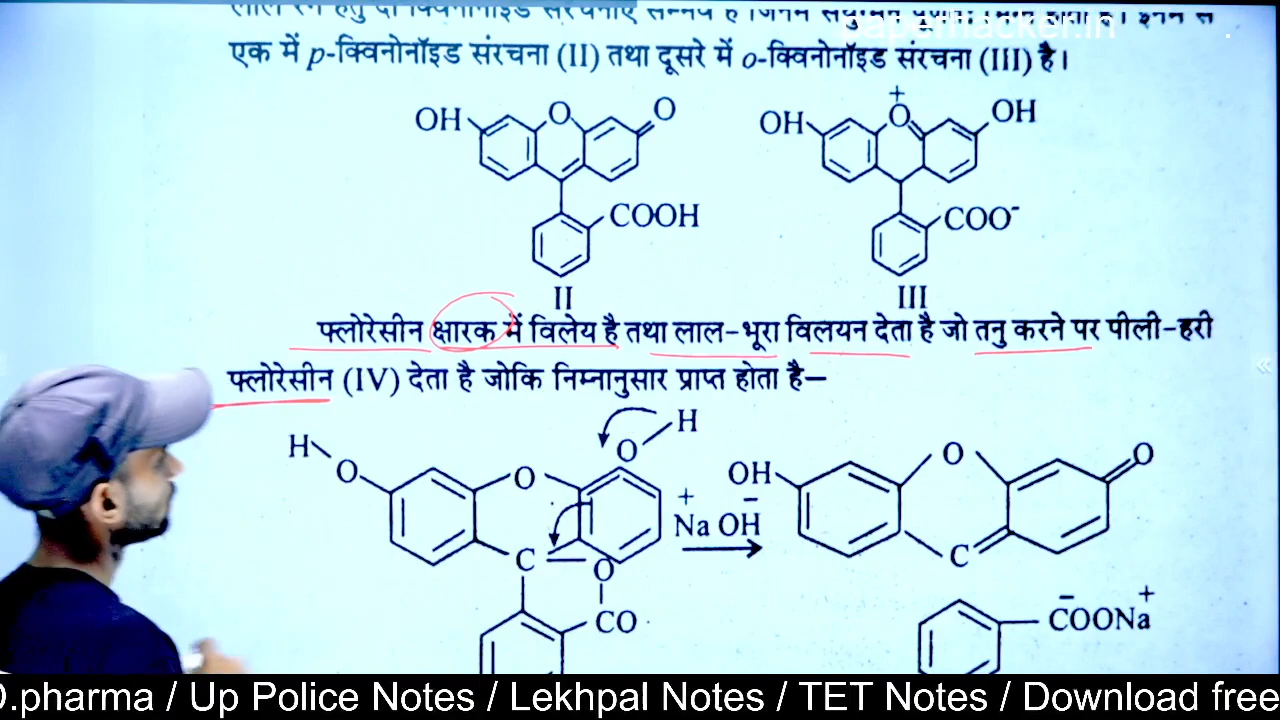 paperhacker.in
एक में p-क्विनोनॉइड संरचना (II) तथा दूसरे में o-क्विनोनॉइड संरचना (III) है।
OH O O
COOH
II
OH O + OH
COO-
III
फ्लोरेसीन क्षारक में विलेय है तथा लाल-भूरा विलयन देता है जो तनु करने पर पीली-हरी
फ्लोरेसीन (IV) देता है जोकि निम्नानुसार प्राप्त होता है—
H O O O H
C O
CO
+ -
Na OH
OH O O
C
- +
COONa
D.pharma / Up Police Notes / Lekhpal Notes / TET Notes / Download free